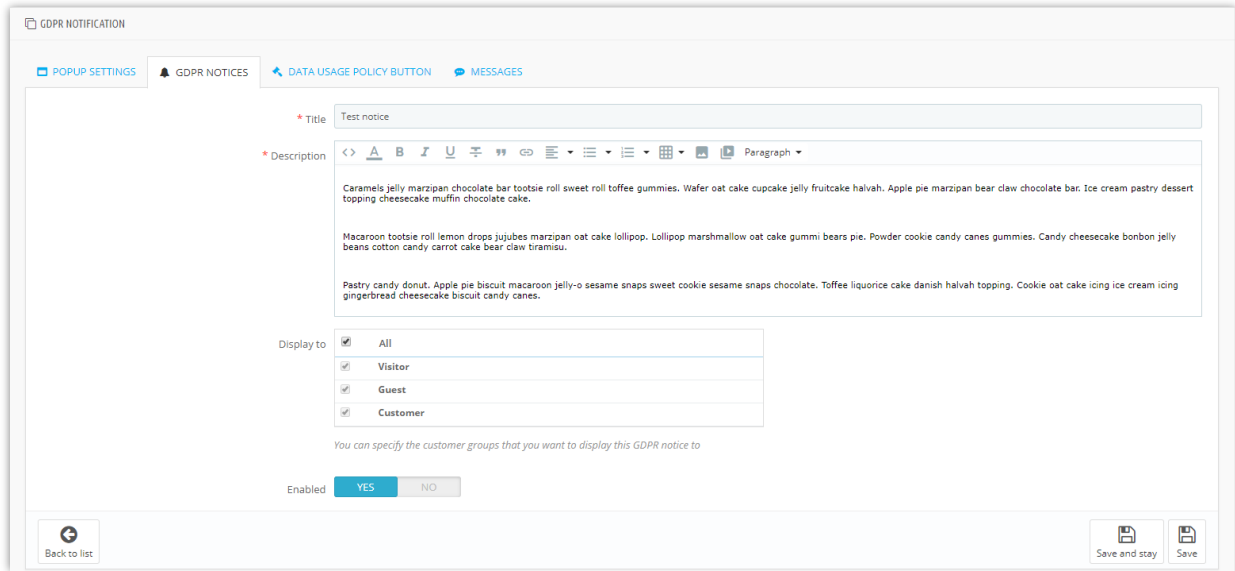 GDPR NOTIFICATION
POPUP SETTINGS
GDPR NOTICES
DATA USAGE POLICY BUTTON
MESSAGES
* Title
Test notice
* Description
Paragraph
Caramels jelly marzipan chocolate bar tootsie roll sweet roll toffee gummies. Wafer oat cake cupcake jelly fruitcake halvah. Apple pie marzipan bear claw chocolate bar. Ice cream pastry dessert
topping cheesecake muffin chocolate cake.
Macaroon tootsie roll lemon drops jujubes marzipan oat cake lollipop. Lollipop marshmallow oat cake gummi bears pie. Powder cookie candy canes gummies. Candy cheesecake bonbon jelly
beans cotton candy carrot cake bear claw tiramisu.
Pastry candy donut. Apple pie biscuit macaroon jelly-o sesame snaps sweet cookie sesame snaps chocolate. Toffee liquorice cake danish halvah topping. Cookie oat cake icing ice cream icing
gingerbread cheesecake biscuit candy canes.
Display to
All
Visitor
Guest
Customer
You can specify the customer groups that you want to display this GDPR notice to
Enabled
YES
NO
Back to list
Save and stay
Save